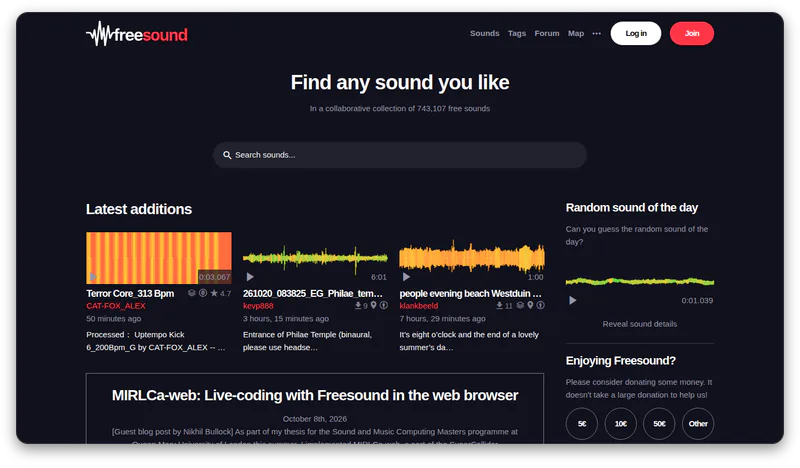 freesound
Sounds Tags Forum Map ••• Log in Join
Find any sound you like
In a collaborative collection of 743,107 free sounds
Search sounds...
Latest additions
0:03.067
Terror Core_313 Bpm
4.7
CAT-FOX_ALEX
50 minutes ago
Processed : Uptempo Kick
6_200Bpm_G by CAT-FOX_ALEX -- ...
6:01
261020_083825_EG_Philae_tem...
9
kevp888
3 hours, 15 minutes ago
Entrance of Philae Temple (binaural,
please use headse...
1:00
people evening beach Westduin ...
11
klankbeeld
7 hours, 29 minutes ago
It's eight o'clock and the end of a lovely
summer's da...
MIRLCa-web: Live-coding with Freesound in the web browser
October 8th, 2026
[Guest blog post by Nikhil Bullock] As part of my thesis for the Sound and Music Computing Masters programme at
Random sound of the day
Can you guess the random sound of the
day?
0:01.039
Reveal sound details
Enjoying Freesound?
Please consider donating some money. It
doesn't take a large donation to help us!
5€ 10€ 50€ Other